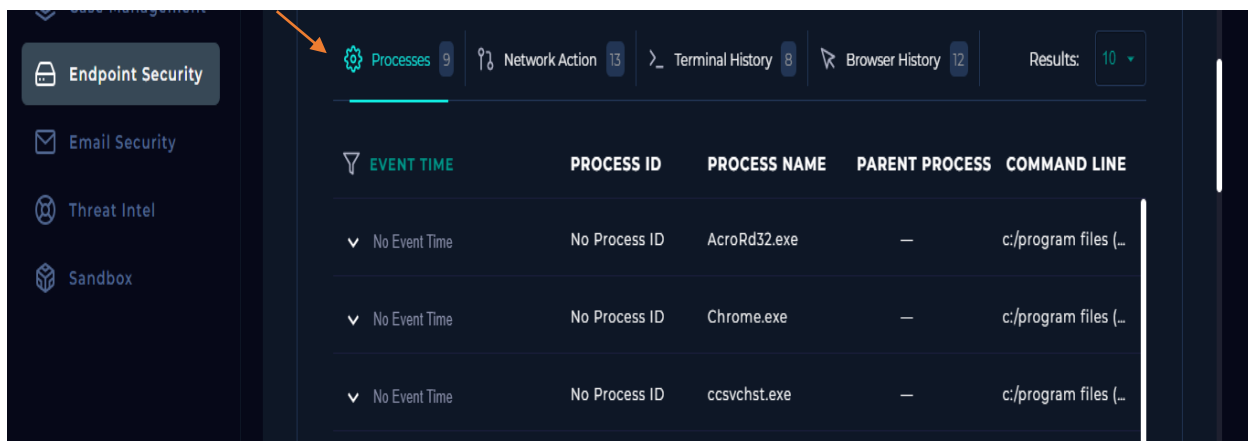 Case Management
Endpoint Security
Email Security
Threat Intel
Sandbox
Processes 9 Network Action 13 >_ Terminal History 8 Browser History 12 Results: 10
EVENT TIME PROCESS ID PROCESS NAME PARENT PROCESS COMMAND LINE
No Event Time No Process ID AcroRd32.exe — c:/program files (...
No Event Time No Process ID Chrome.exe — c:/program files (...
No Event Time No Process ID ccsvchst.exe — c:/program files (...